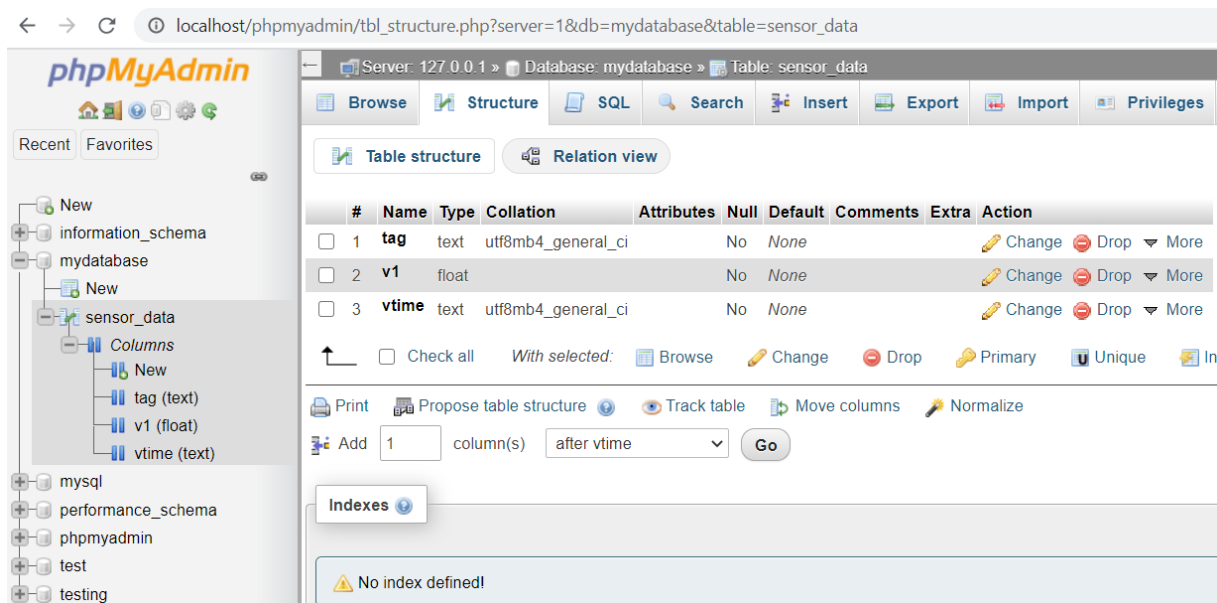 localhost/phpmyadmin/tbl_structure.php?server=1&db=mydatabase&table=sensor_data
phpMyAdmin
Recent Favorites
New
information_schema
mydatabase
New
sensor_data
Columns
New
tag (text)
v1 (float)
vtime (text)
mysql
performance_schema
phpmyadmin
test
testing
Server: 127.0.0.1 » Database: mydatabase » Table: sensor_data
Browse Structure SQL Search Insert Export Import Privileges
Table structure Relation view
# Name Type Collation Attributes Null Default Comments Extra Action
1 tag text utf8mb4_general_ci No None Change Drop More
2 v1 float No None Change Drop More
3 vtime text utf8mb4_general_ci No None Change Drop More
Check all With selected: Browse Change Drop Primary Unique In
Print Propose table structure Track table Move columns Normalize
Add 1 column(s) after vtime Go
Indexes
No index defined!